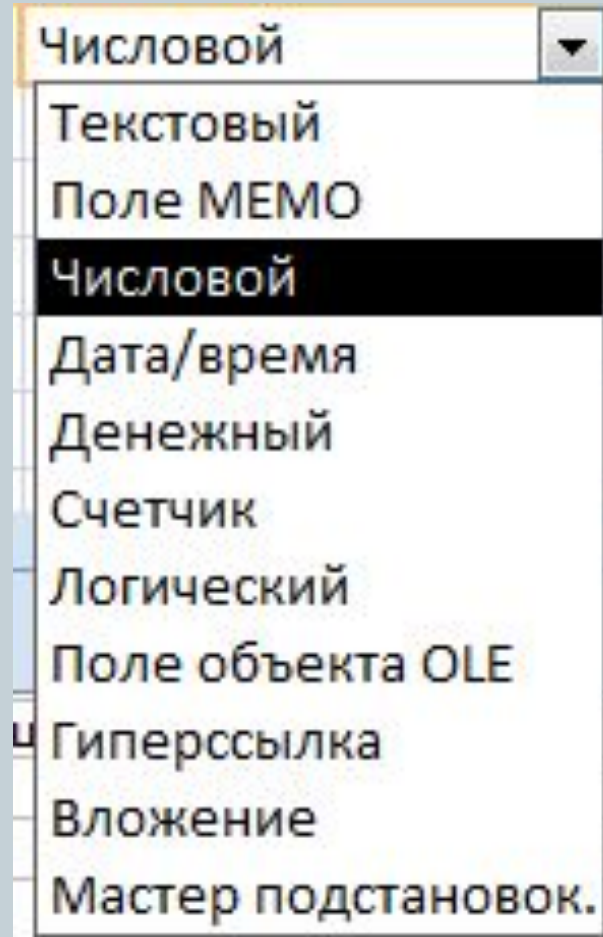 Числовой
Текстовый
Поле МЕМО
Числовой
Дата/время
Денежный
Счетчик
Логический
Поле объекта OLE
Гиперссылка
Вложение
Мастер подстановок.